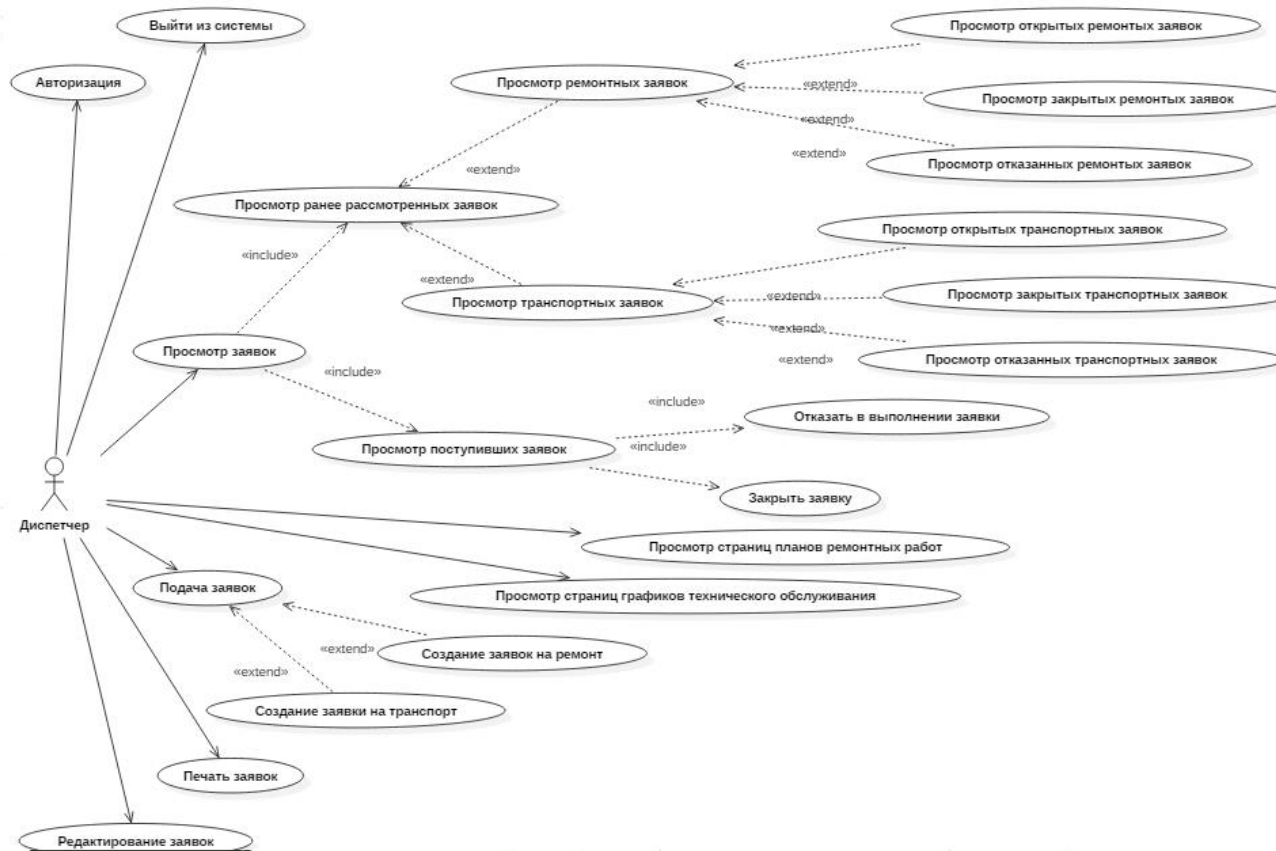 Выйти из системы
Просмотр открытых ремонтых заявок
Авторизация
Просмотр ремонтных заявок
«extend»
Просмотр закрытых ремонтых заявок
«extend»
«extend»
Просмотр отказанных ремонтых заявок
«extend»
Просмотр ранее рассмотренных заявок
Просмотр открытых транспортных заявок
«include»
«extend»
Просмотр транспортных заявок
«extend»
Просмотр закрытых транспортных заявок
«extend»
Просмотр заявок
«extend»
Просмотр отказанных транспортных заявок
«include»
«include»
Отказать в выполнении заявки
Просмотр поступивших заявок
«include»
Закрыть заявку
Диспетчер
Просмотр страниц планов ремонтных работ
Подача заявок
Просмотр страниц графиков технического обслуживания
«extend»
Создание заявок на ремонт
«extend»
Создание заявки на транспорт
Печать заявок
Редактирование заявок